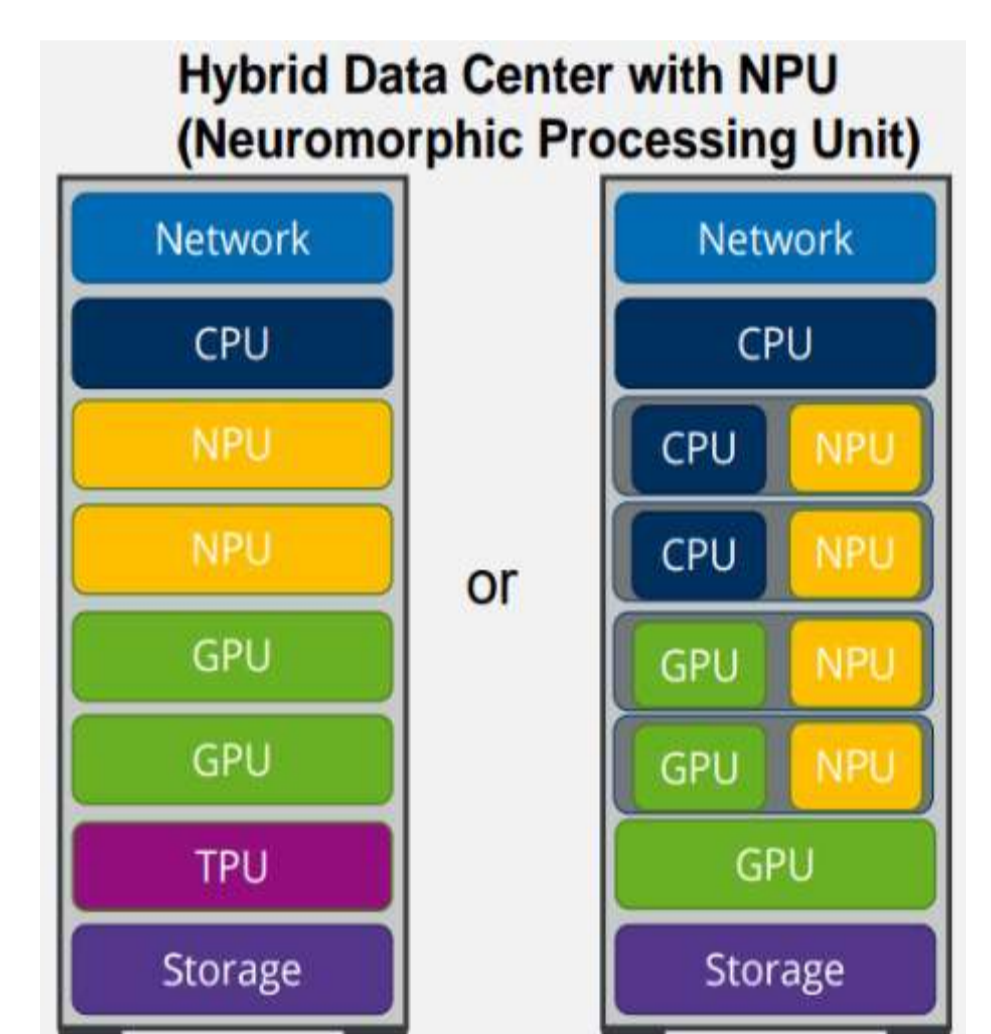 Hybrid Data Center with NPU
(Neuromorphic Processing Unit)
Network
CPU
NPU
NPU
GPU
GPU
TPU
Storage
or
Network
CPU
CPU NPU
CPU NPU
GPU NPU
GPU NPU
GPU
Storage